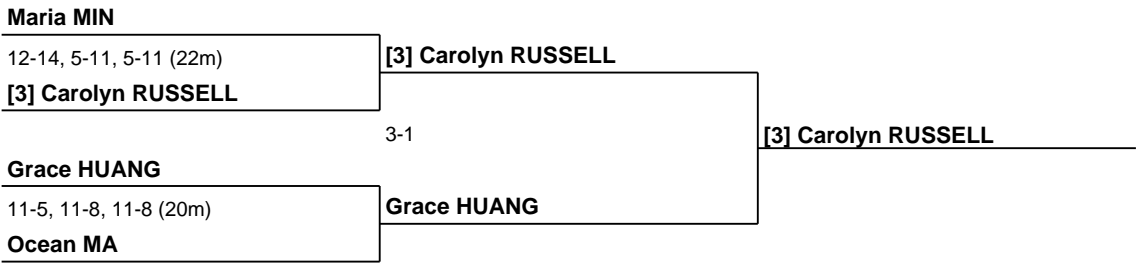 Maria MIN
12-14, 5-11, 5-11 (22m)
[3] Carolyn RUSSELL
[3] Carolyn RUSSELL
3-1
[3] Carolyn RUSSELL
Grace HUANG
11-5, 11-8, 11-8 (20m)
Grace HUANG
Ocean MA